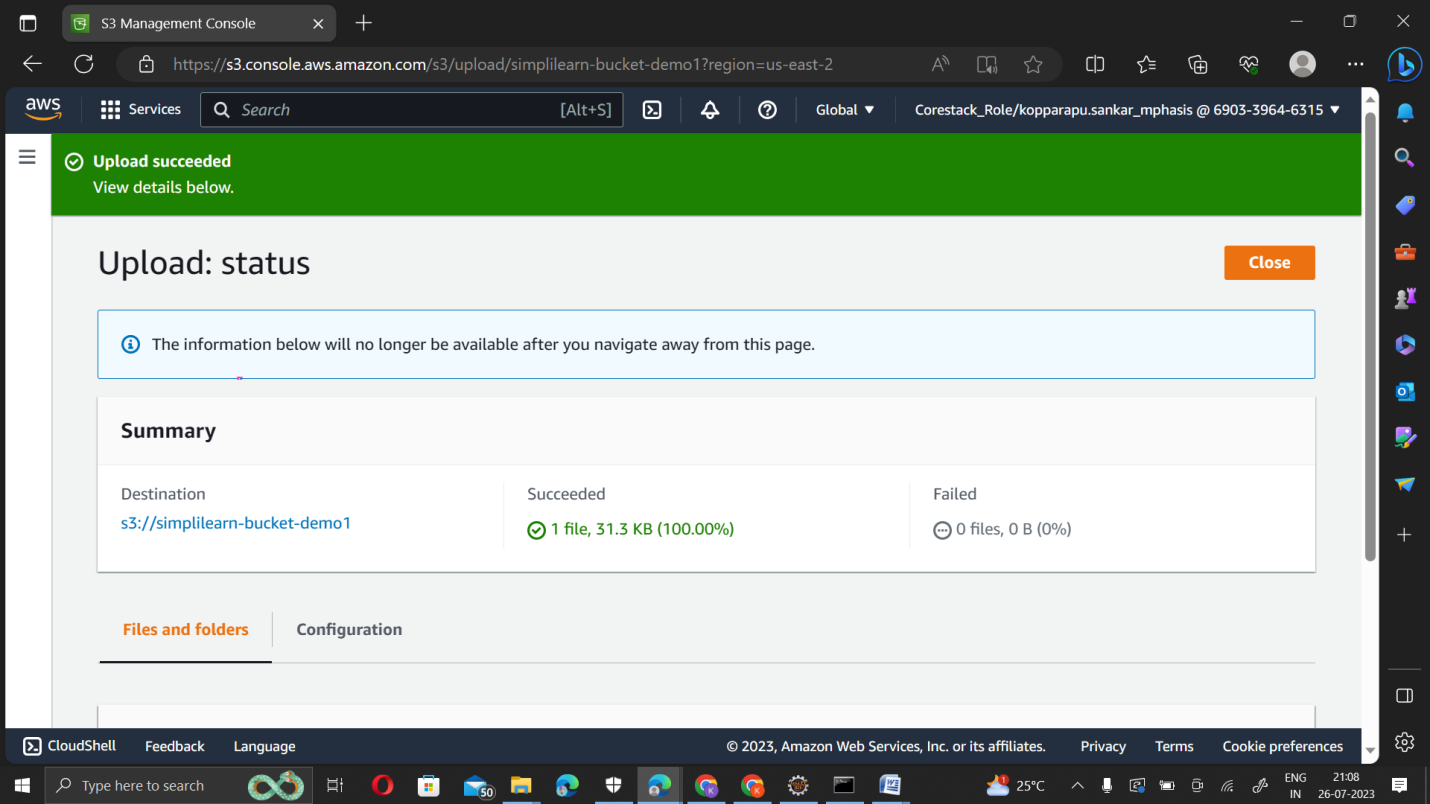 S3 Management Console
https://s3.console.aws.amazon.com/s3/upload/simplilearn-bucket-demo1?region=us-east-2
aws
Services
Search [Alt+S]
Global
Corestack_Role/kopparapu.sankar_mphasis @ 6903-3964-6315
Upload succeeded
View details below.
Upload: status
Close
The information below will no longer be available after you navigate away from this page.
Summary
Destination
s3://simplilearn-bucket-demo1
Succeeded
1 file, 31.3 KB (100.00%)
Failed
0 files, 0 B (0%)
Files and folders
Configuration
CloudShell
Feedback
Language
© 2023, Amazon Web Services, Inc. or its affiliates.
Privacy
Terms
Cookie preferences
Type here to search
50
1
25°C
ENG
IN
21:08
26-07-2023